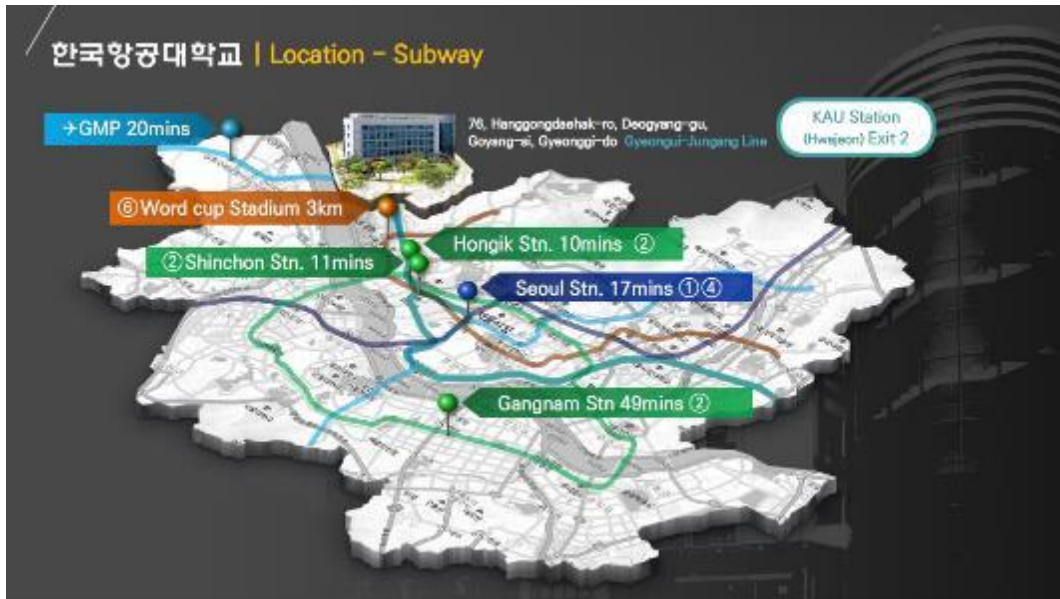 한국항공대학교 | Location - Subway
✈GMP 20mins
76, Hanggongdaehak-ro, Deogyang-gu,
Goyang-si, Gyeonggi-do Gyeongui-Jungang Line
KAU Station
(Hwajeon) Exit 2
⑥Word cup Stadium 3km
Hongik Stn. 10mins ②
②Shinchon Stn. 11mins
Seoul Stn. 17mins ①④
Gangnam Stn 49mins ②